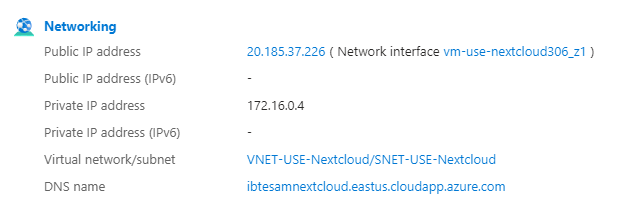 Networking
Public IP address 20.185.37.226 ( Network interface vm-use-nextcloud306_z1 )
Public IP address (IPv6) -
Private IP address 172.16.0.4
Private IP address (IPv6) -
Virtual network/subnet VNET-USE-Nextcloud/SNET-USE-Nextcloud
DNS name ibtesamnextcloud.eastus.cloudapp.azure.com